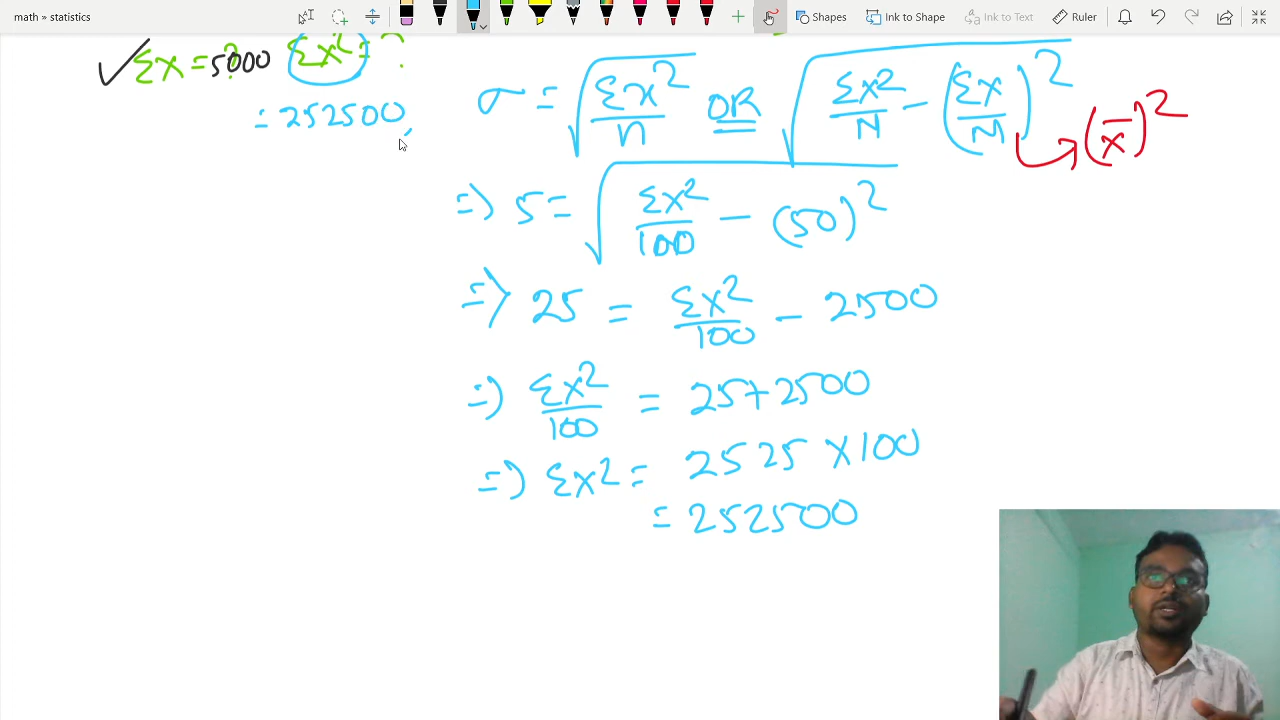 math » statistics
Shapes
Ink to Shape
Ink to Text
Ruler
Σx = 5000 Σx² = ?
= 252500,
σ = √(Σx²/n) OR √(Σx²/N − (Σx/N)²)
(x̄)²
=> 5 = √(Σx²/100 − (50)²)
=> 25 = Σx²/100 − 2500
=> Σx²/100 = 25+2500
=> Σx² = 2525 ×100
= 252500